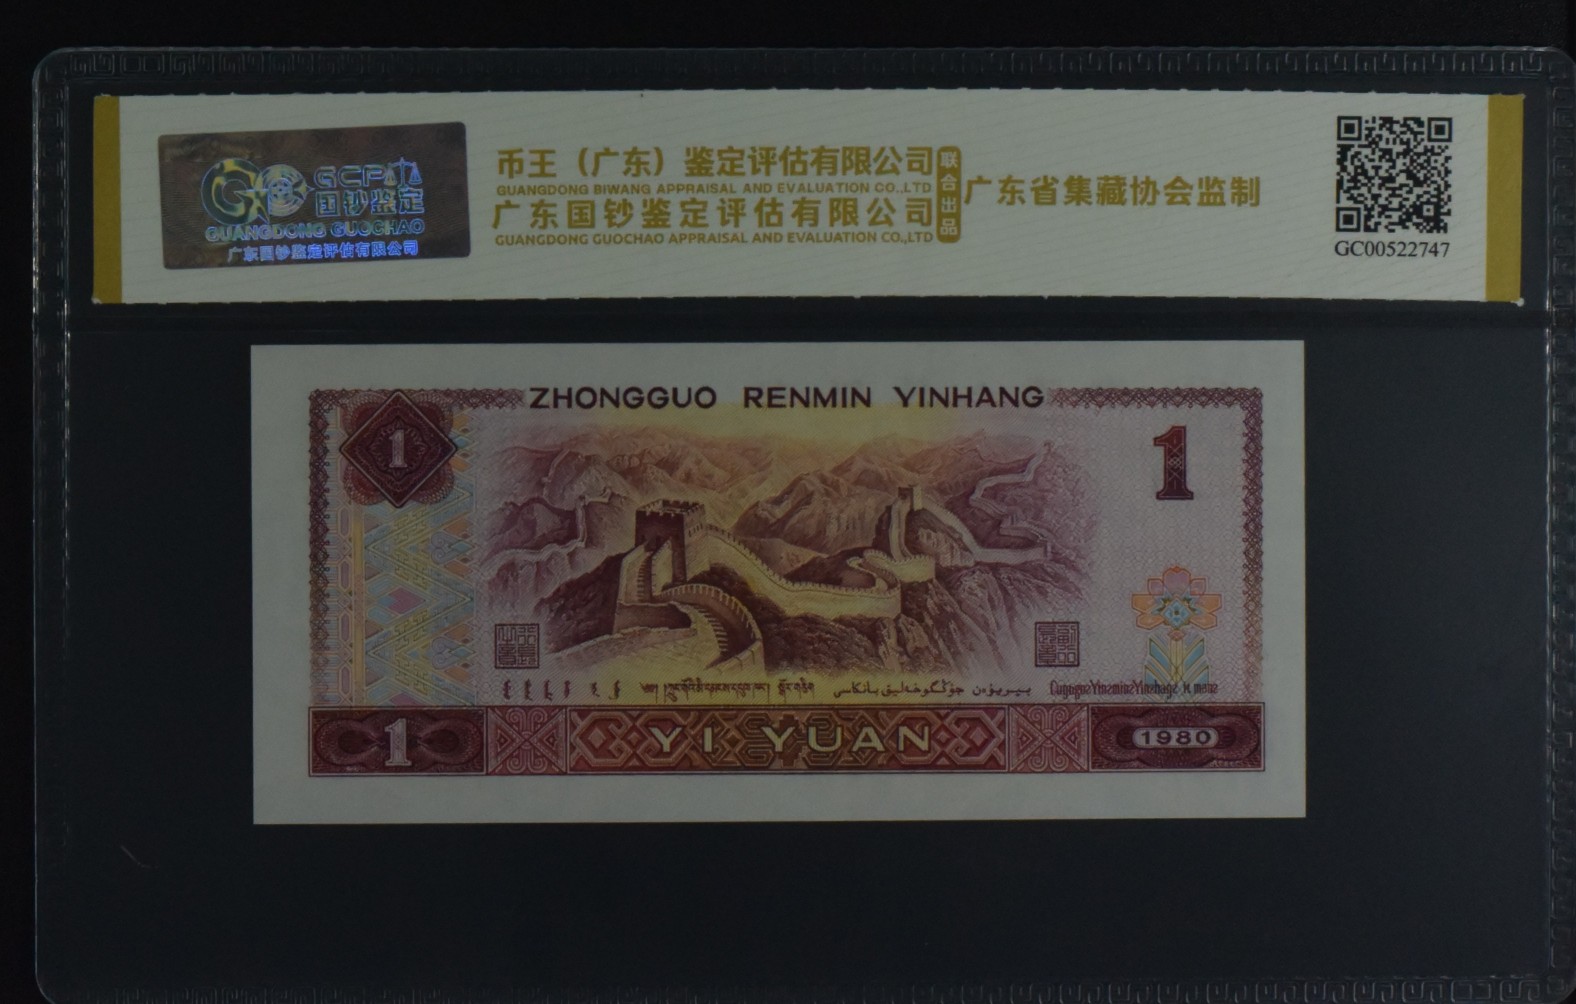 GCP
国钞鉴定
GUANGDONG GUOCHAO
广东国钞鉴定评估有限公司
币王（广东）鉴定评估有限公司
GUANGDONG BIWANG APPRAISAL AND EVALUATION CO.,LTD
广东国钞鉴定评估有限公司
GUANGDONG GUOCHAO APPRAISAL AND EVALUATION CO.,LTD
联合出品
广东省集藏协会监制
GC00522747
ZHONGGUO RENMIN YINHANG
1
1
1
YI YUAN
1980